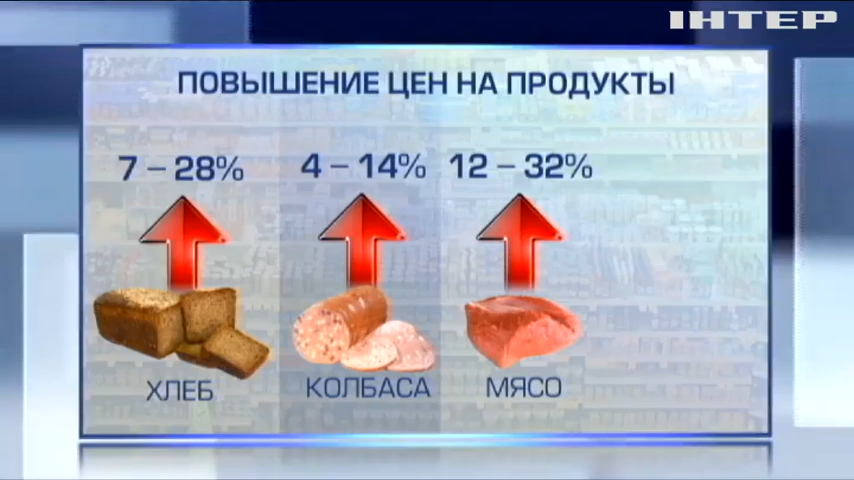 ІНТЕР
ПОВЫШЕНИЕ ЦЕН НА ПРОДУКТЫ
7 – 28% 4 – 14% 12 – 32%
ХЛЕБ КОЛБАСА МЯСО